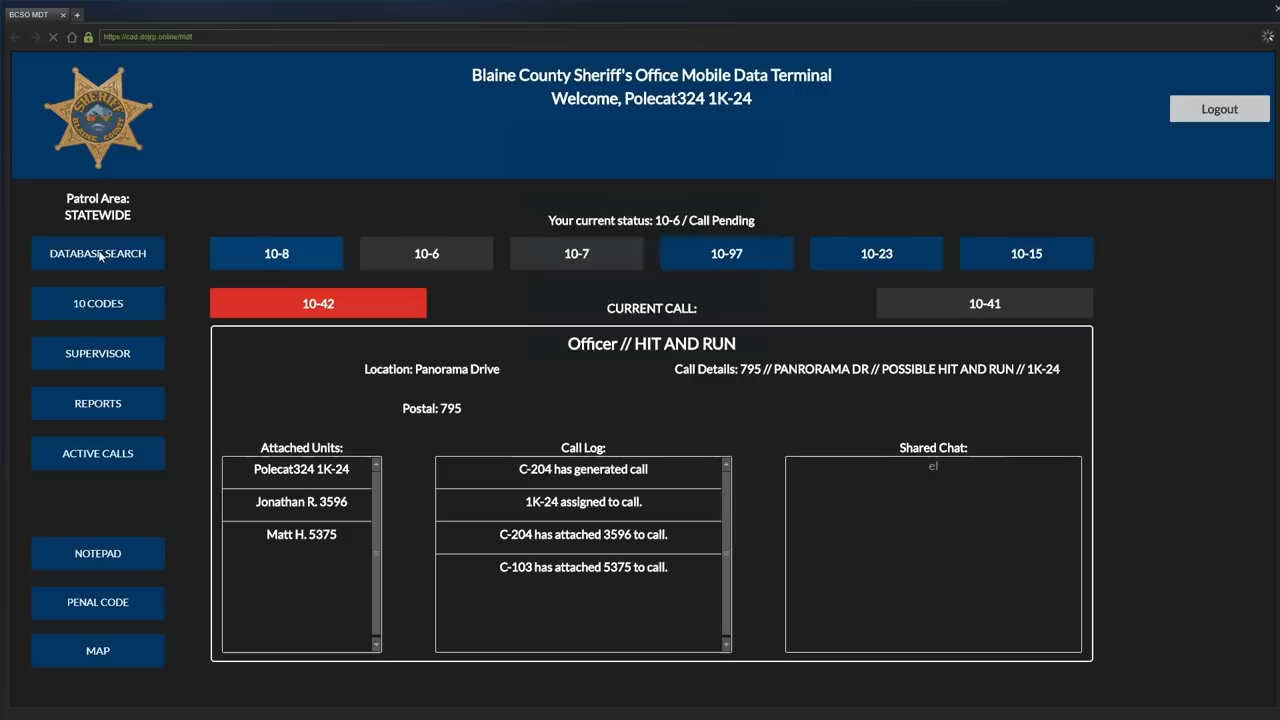 BCSO MDT
https://cad.dojrp.online/mdt
Blaine County Sheriff's Office Mobile Data Terminal
Welcome, Polecat324 1K-24
Logout
SHERIFF
BLAINE COUNTY
Patrol Area:
STATEWIDE
Your current status: 10-6 / Call Pending
DATABASE SEARCH
10-8
10-6
10-7
10-97
10-23
10-15
10 CODES
10-42
CURRENT CALL:
10-41
SUPERVISOR
REPORTS
ACTIVE CALLS
NOTEPAD
PENAL CODE
MAP
Officer // HIT AND RUN
Location: Panorama Drive
Call Details: 795 // PANRORAMA DR // POSSIBLE HIT AND RUN // 1K-24
Postal: 795
Attached Units:
Polecat324 1K-24
Jonathan R. 3596
Matt H. 5375
Call Log:
C-204 has generated call
1K-24 assigned to call.
C-204 has attached 3596 to call.
C-103 has attached 5375 to call.
Shared Chat:
el